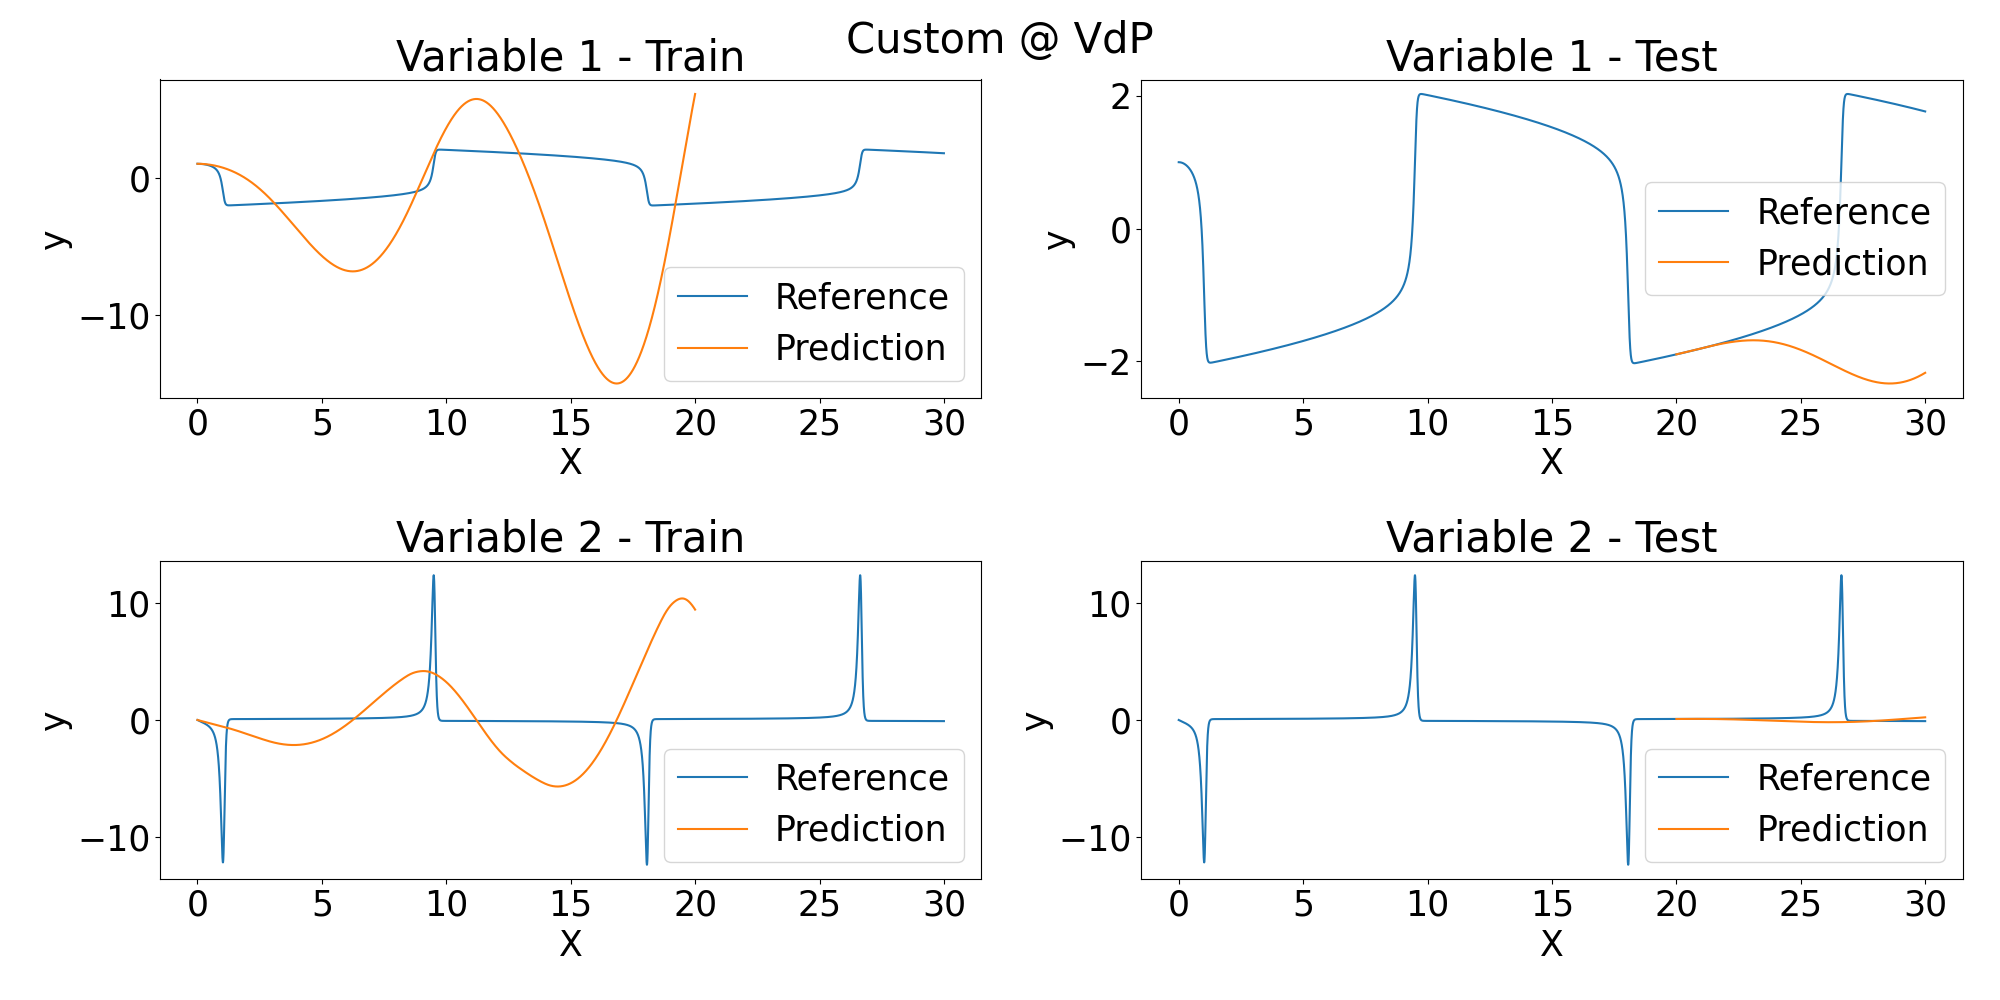 Custom @ VdP
Variable 1 - Train
y
0
−10
0 5 10 15 20 25 30
X
Reference
Prediction
Variable 1 - Test
y
2
0
−2
0 5 10 15 20 25 30
X
Reference
Prediction
Variable 2 - Train
y
10
0
−10
0 5 10 15 20 25 30
X
Reference
Prediction
Variable 2 - Test
y
10
0
−10
0 5 10 15 20 25 30
X
Reference
Prediction